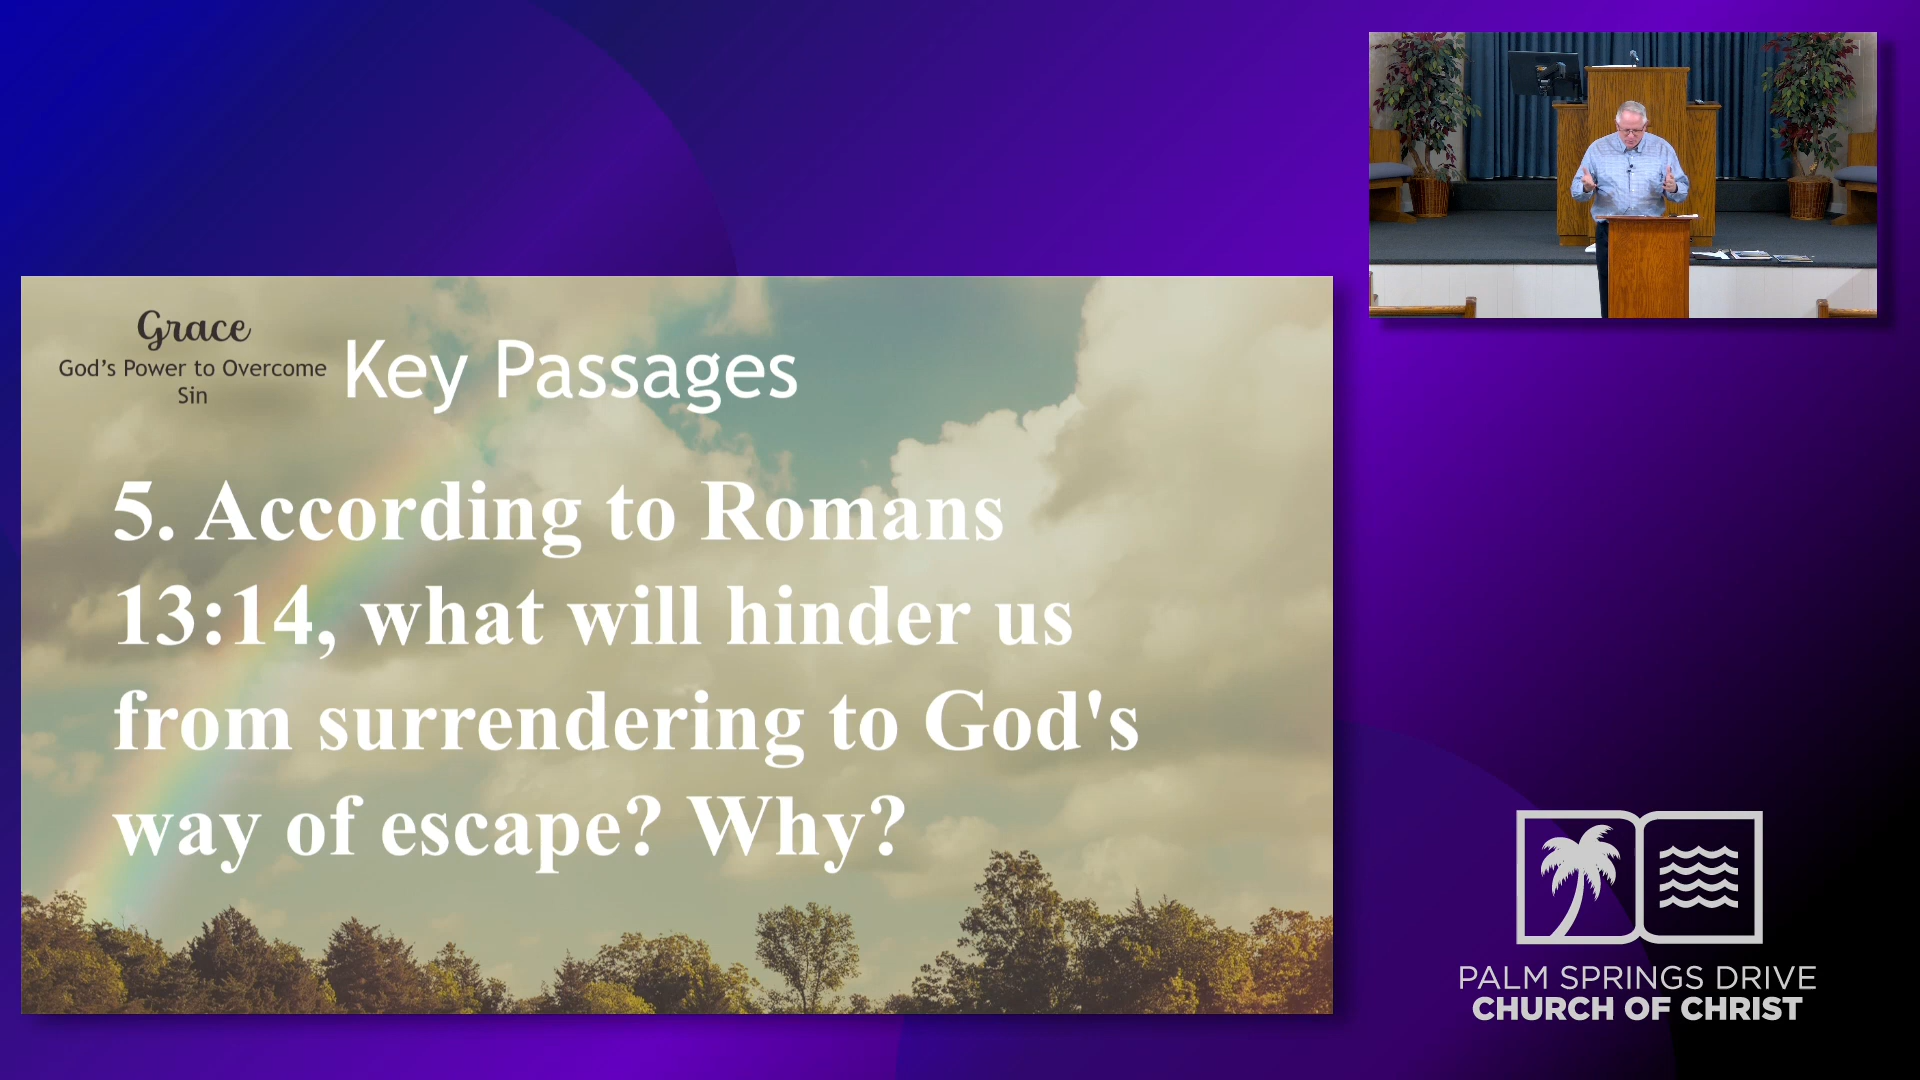 Grace
God’s Power to Overcome
Sin
Key Passages
5. According to Romans
13:14, what will hinder us
from surrendering to God's
way of escape? Why?
PALM SPRINGS DRIVE
CHURCH OF CHRIST